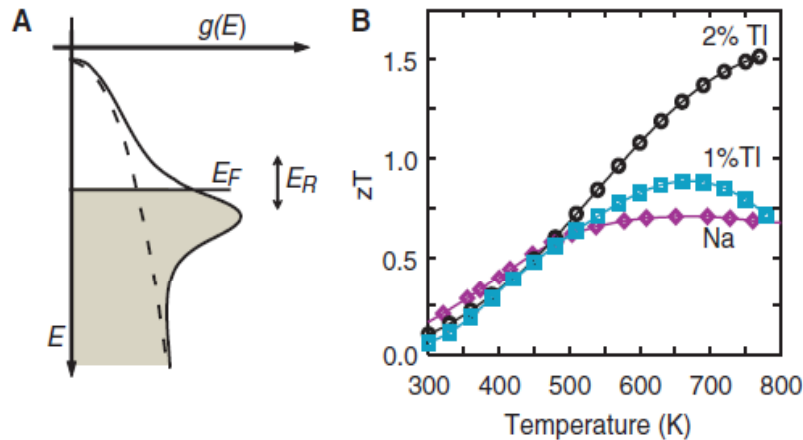 A
g(E)
E_F
E_R
E
B
2% Tl
1%Tl
Na
zT
1.5
1.0
0.5
0.0
300 400 500 600 700 800
Temperature (K)